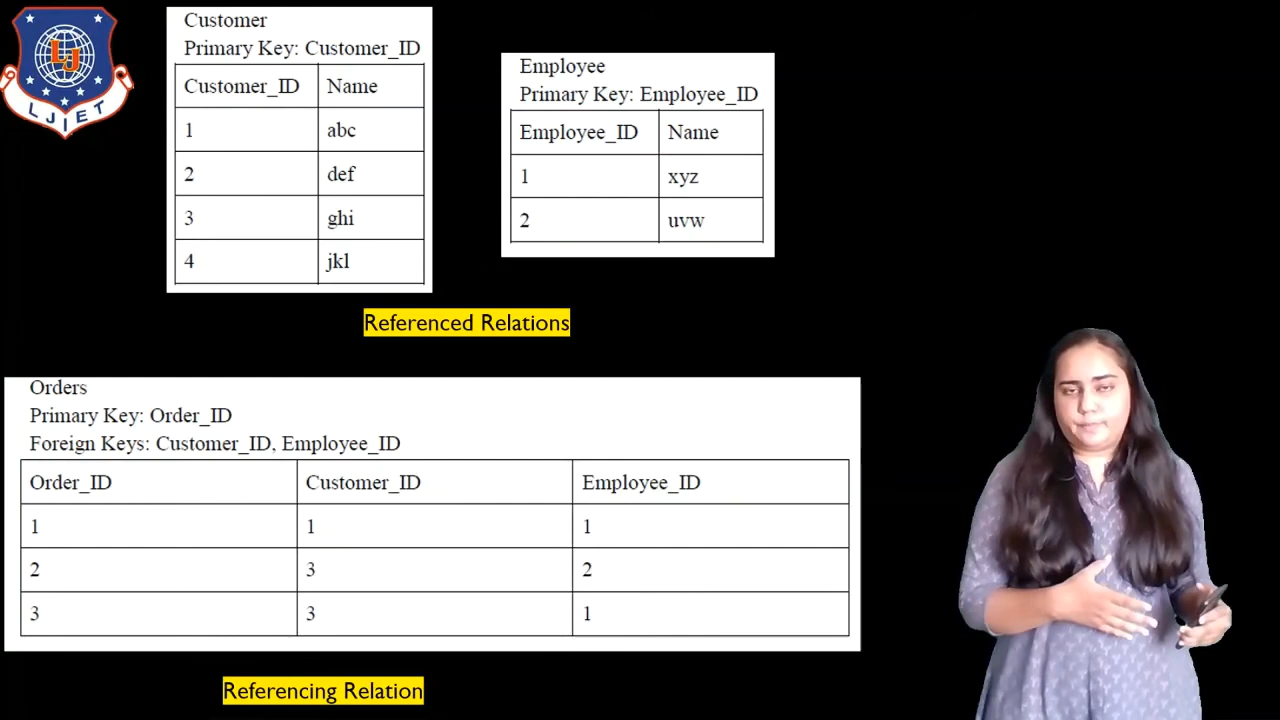 LJ
LJIET
Customer
Primary Key: Customer_ID
Customer_ID Name
1 abc
2 def
3 ghi
4 jkl
Employee
Primary Key: Employee_ID
Employee_ID Name
1 xyz
2 uvw
Referenced Relations
Orders
Primary Key: Order_ID
Foreign Keys: Customer_ID, Employee_ID
Order_ID Customer_ID Employee_ID
1 1 1
2 3 2
3 3 1
Referencing Relation